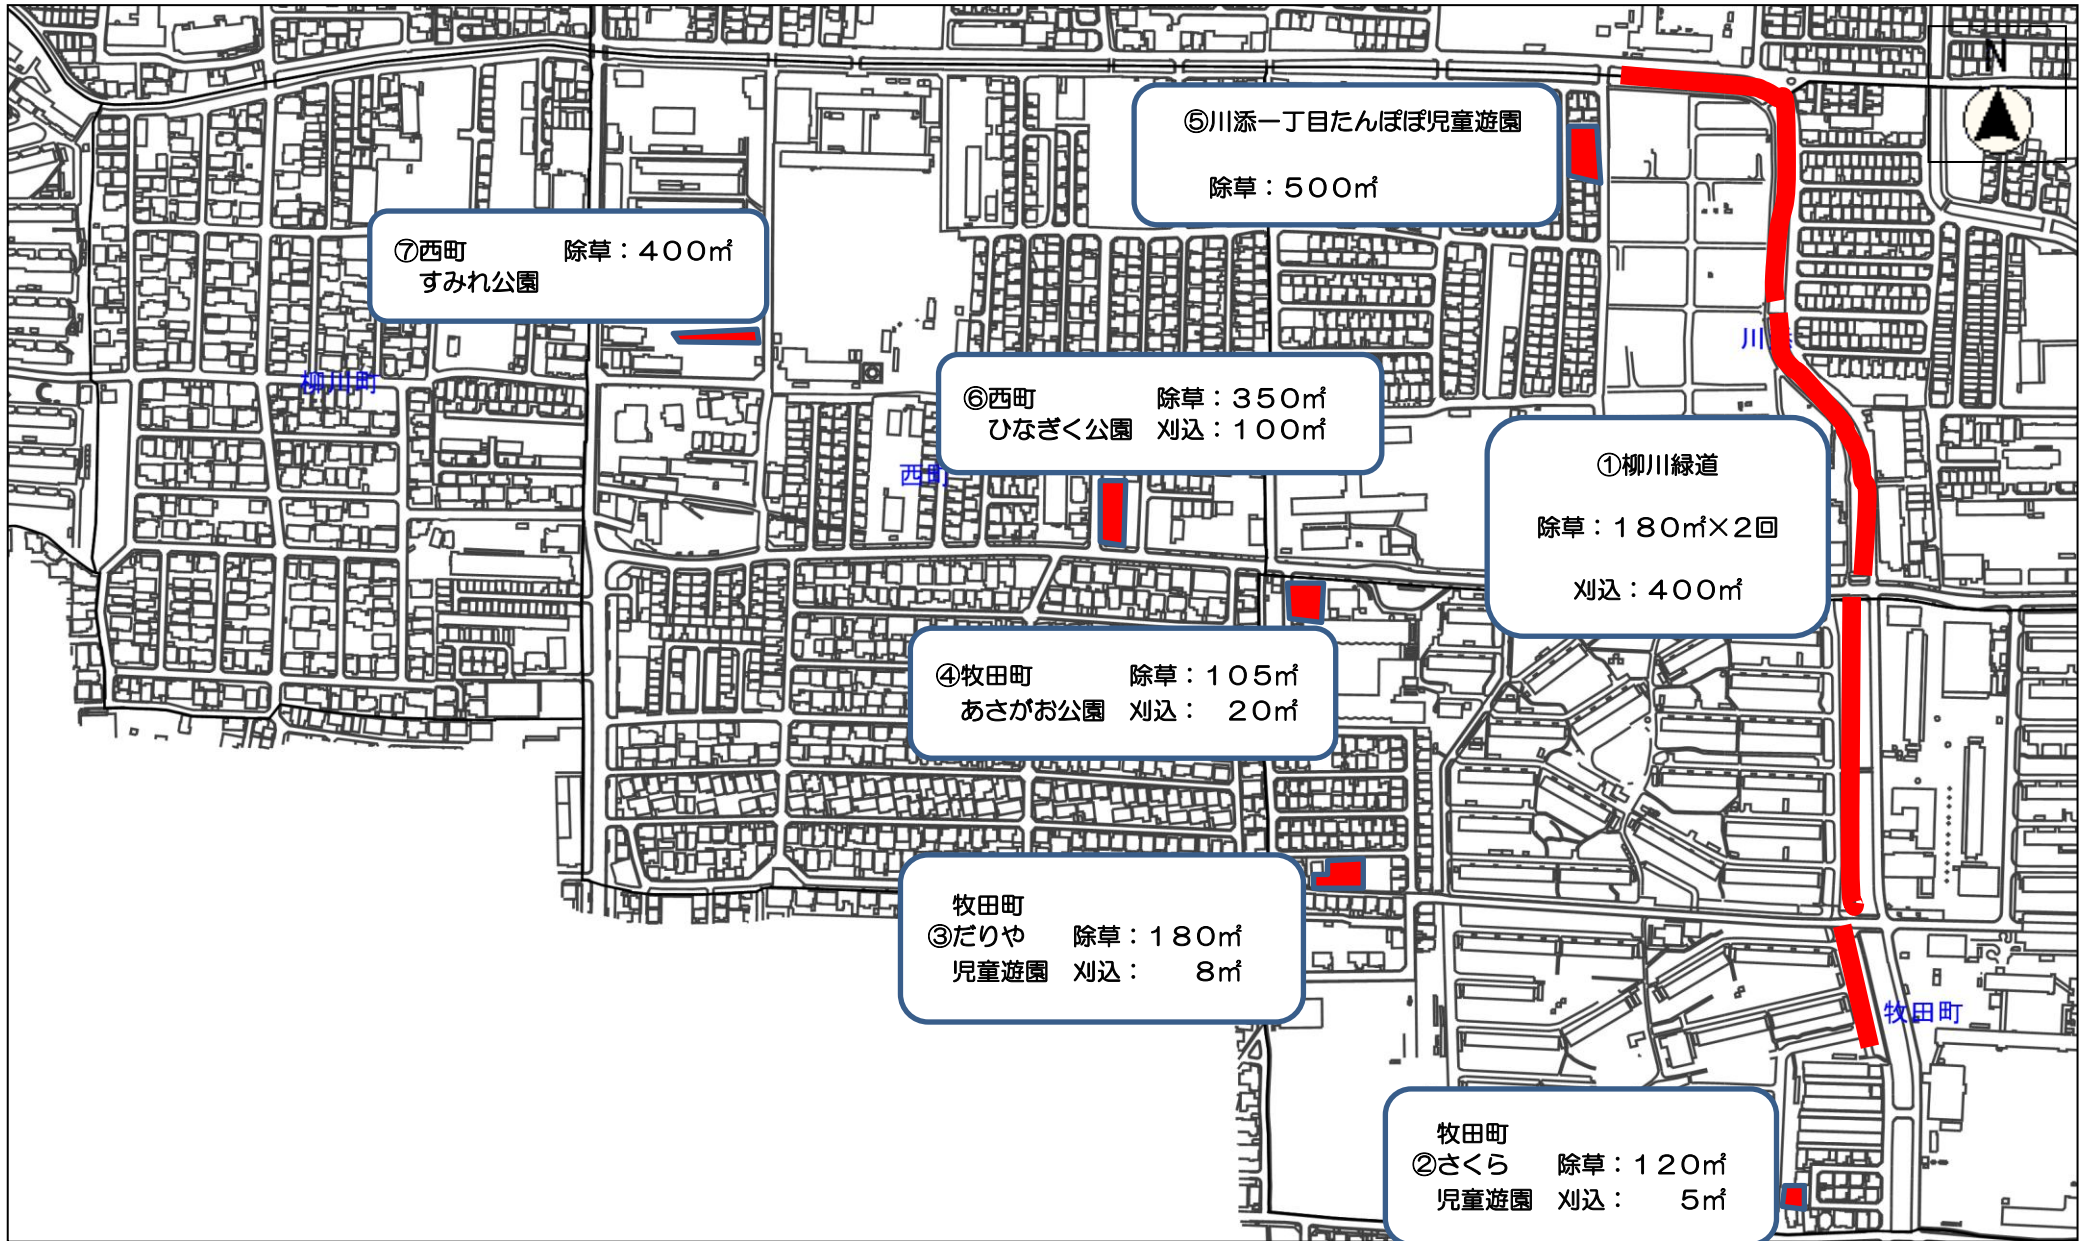 N
⑤川添一丁目たんぽぽ児童遊園
除草：500㎡
⑦西町 除草：400㎡
すみれ公園
川
柳川町
⑥西町 除草：350㎡
ひなぎく公園 刈込：100㎡
西町
①柳川緑道
除草：180㎡×2回
刈込：400㎡
④牧田町 除草：105㎡
あさがお公園 刈込： 20㎡
牧田町
③だりや 除草：180㎡
児童遊園 刈込： 8㎡
牧田町
牧田町
②さくら 除草：120㎡
児童遊園 刈込： 5㎡